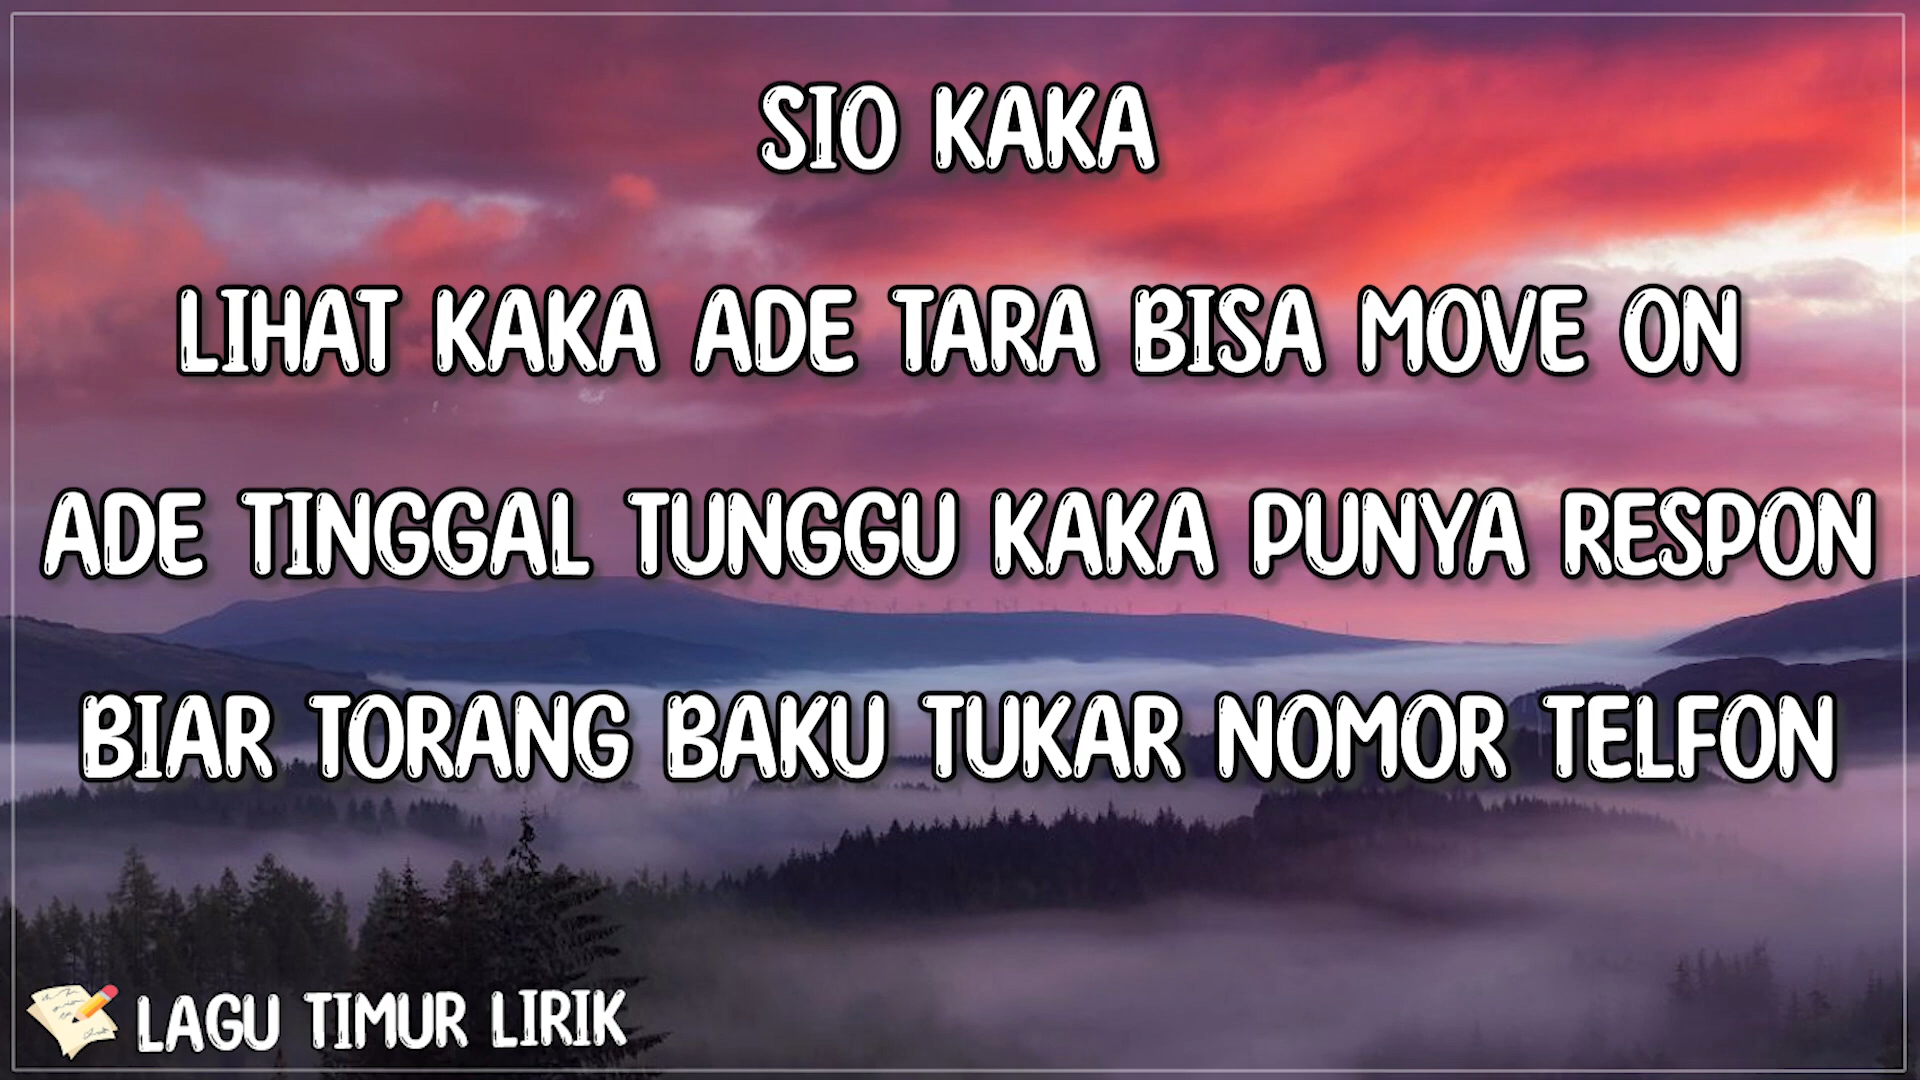 SIO KAKA
LIHAT KAKA ADE TARA BISA MOVE ON
ADE TINGGAL TUNGGU KAKA PUNYA RESPON
BIAR TORANG BAKU TUKAR NOMOR TELFON
LAGU TIMUR LIRIK